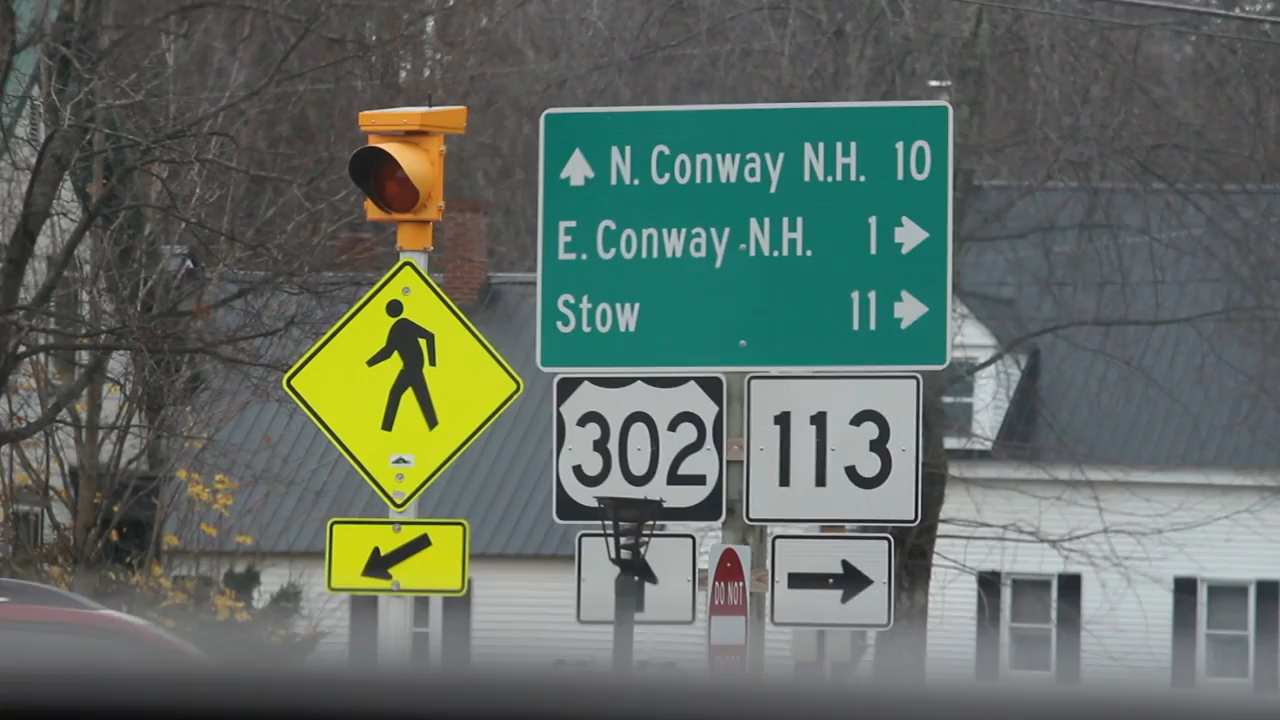 N. Conway N.H. 10
E. Conway N.H. 1
Stow 11
302
113
DO NOT